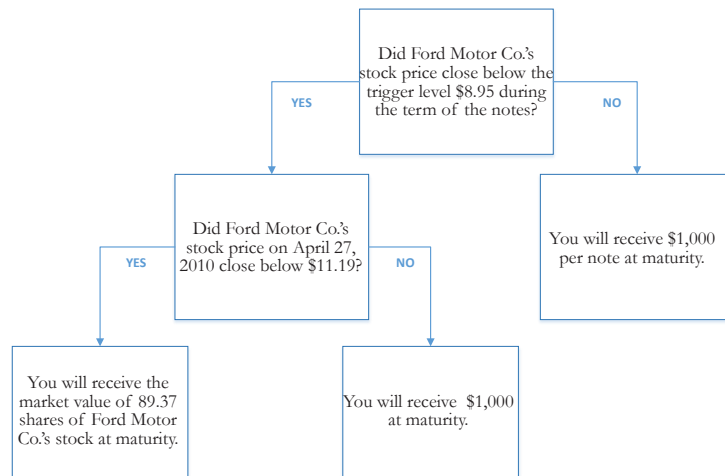 Did Ford Motor Co.'s
stock price close below the
trigger level $8.95 during
the term of the notes?
YES
NO
Did Ford Motor Co.'s
stock price on April 27,
2010 close below $11.19?
You will receive $1,000
per note at maturity.
YES
NO
You will receive the
market value of 89.37
shares of Ford Motor
Co.'s stock at maturity.
You will receive $1,000
at maturity.